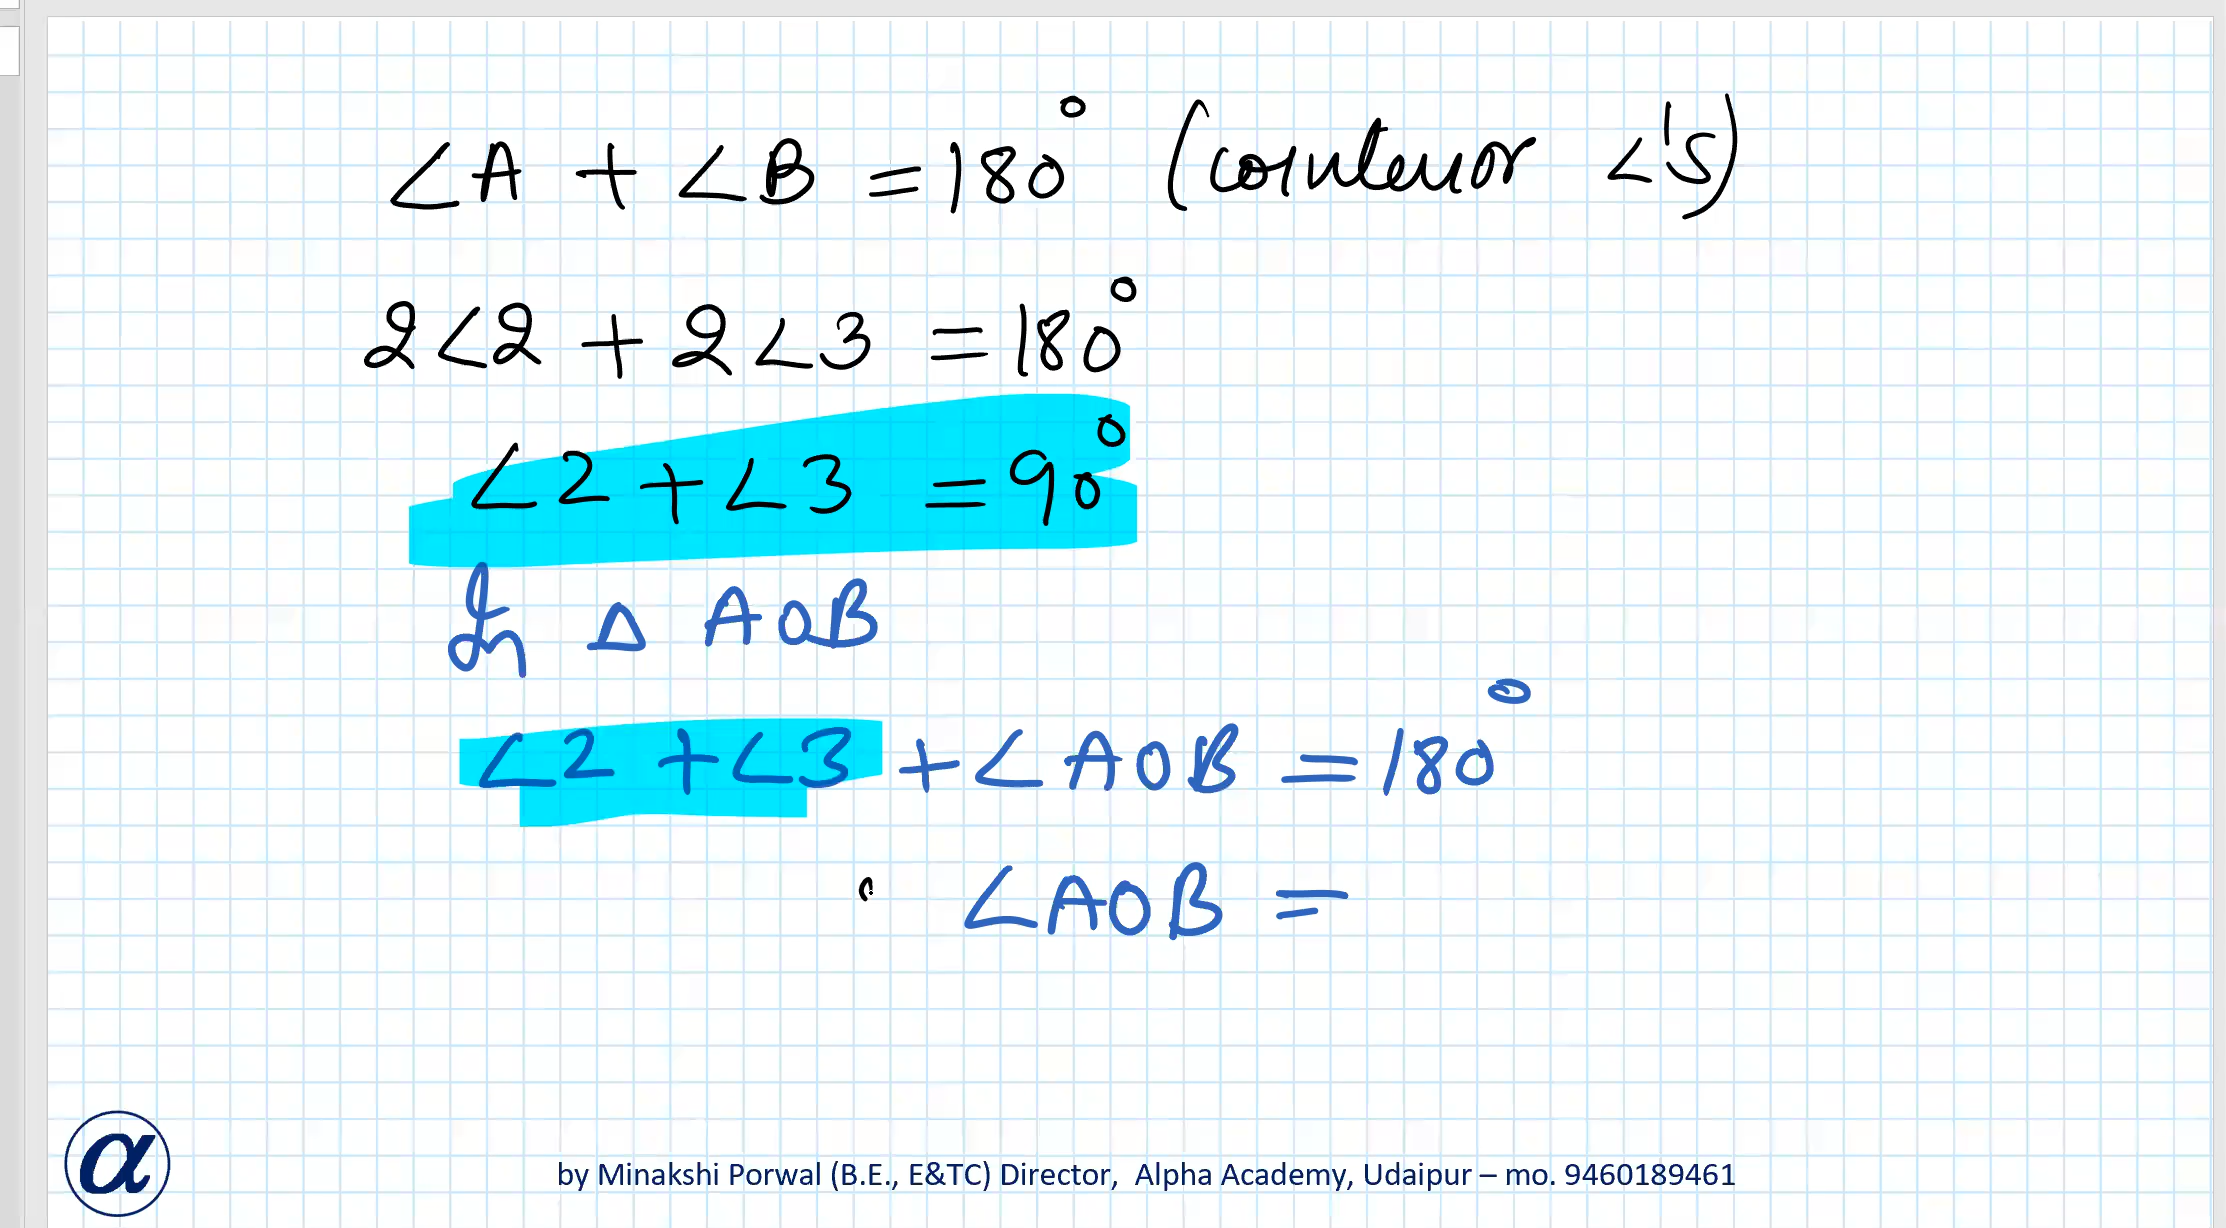 ∠A + ∠B = 180° (cointerior ∠'s)
2∠2 + 2∠3 = 180°
∠2 + ∠3 = 90°
In △ AOB
∠2 + ∠3 + ∠AOB = 180°
∠AOB =
α
by Minakshi Porwal (B.E., E&TC) Director, Alpha Academy, Udaipur – mo. 9460189461